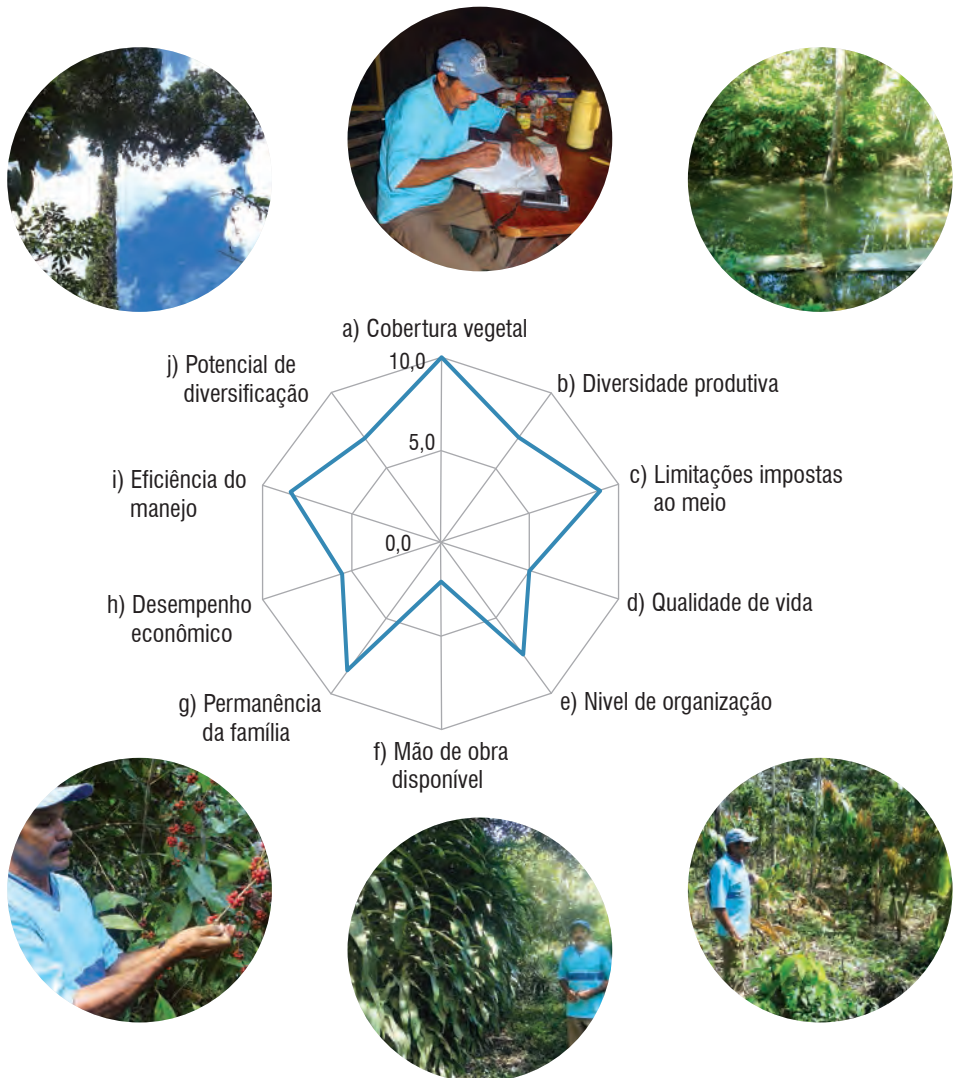 a) Cobertura vegetal
10,0
j) Potencial de
diversificação
b) Diversidade produtiva
5,0
i) Eficiência do
manejo
c) Limitações impostas
ao meio
0,0
h) Desempenho
econômico
d) Qualidade de vida
g) Permanência
da família
e) Nivel de organização
f) Mão de obra
disponível